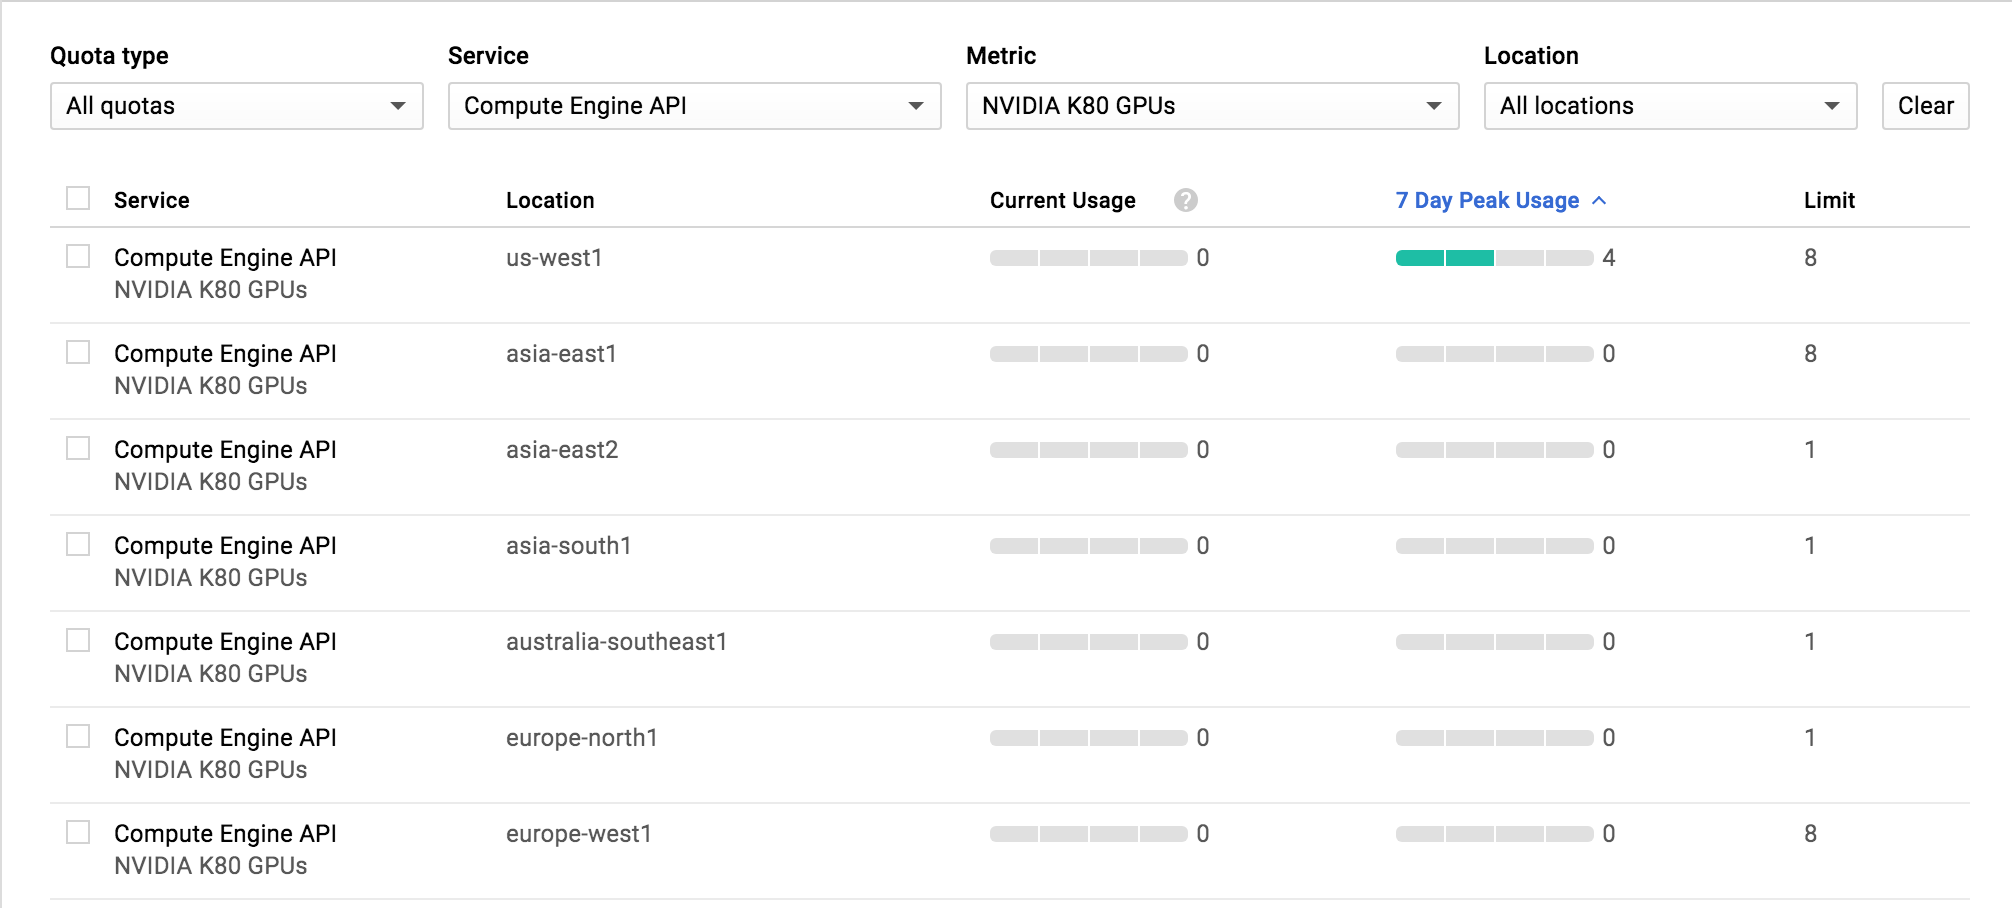 Quota type Service Metric Location
All quotas Compute Engine API NVIDIA K80 GPUs All locations Clear
Service Location Current Usage ? 7 Day Peak Usage Limit
Compute Engine API us-west1 0 4 8
NVIDIA K80 GPUs
Compute Engine API asia-east1 0 0 8
NVIDIA K80 GPUs
Compute Engine API asia-east2 0 0 1
NVIDIA K80 GPUs
Compute Engine API asia-south1 0 0 1
NVIDIA K80 GPUs
Compute Engine API australia-southeast1 0 0 1
NVIDIA K80 GPUs
Compute Engine API europe-north1 0 0 1
NVIDIA K80 GPUs
Compute Engine API europe-west1 0 0 8
NVIDIA K80 GPUs